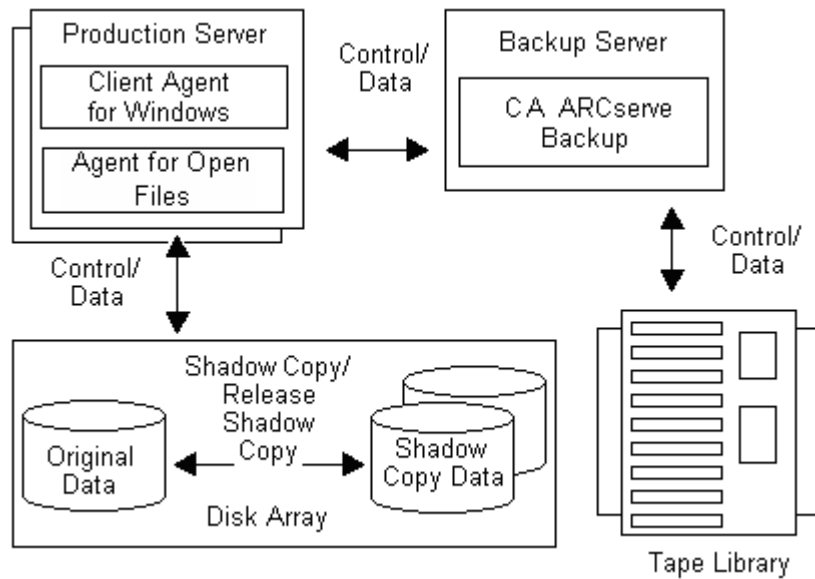 Production Server
Client Agent
for Windows
Agent for Open
Files
Control/
Data
Backup Server
CA ARCserve
Backup
Control/
Data
Control/
Data
Shadow Copy/
Release
Shadow
Copy
Original
Data
Shadow
Copy Data
Disk Array
Tape Library